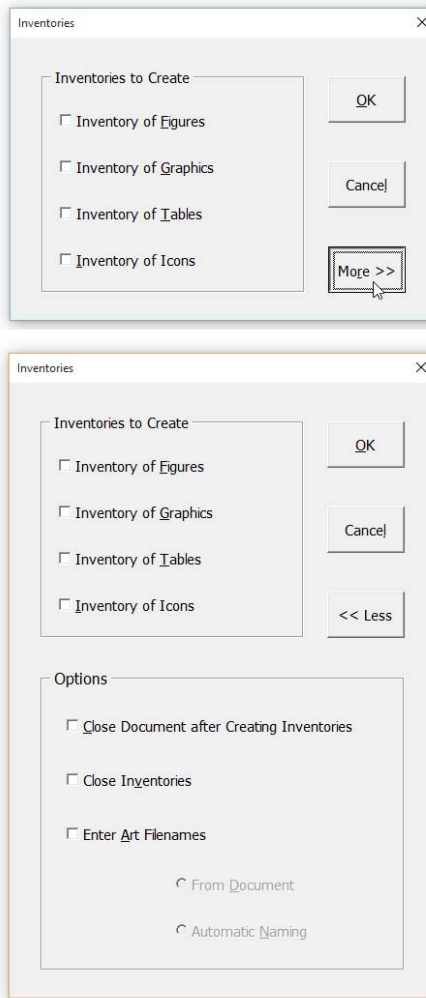 Inventories
Inventories to Create
Inventory of Figures
Inventory of Graphics
Inventory of Tables
Inventory of Icons
OK
Cancel
More >>
Inventories
Inventories to Create
Inventory of Figures
Inventory of Graphics
Inventory of Tables
Inventory of Icons
OK
Cancel
<< Less
Options
Close Document after Creating Inventories
Close Inventories
Enter Art Filenames
From Document
Automatic Naming